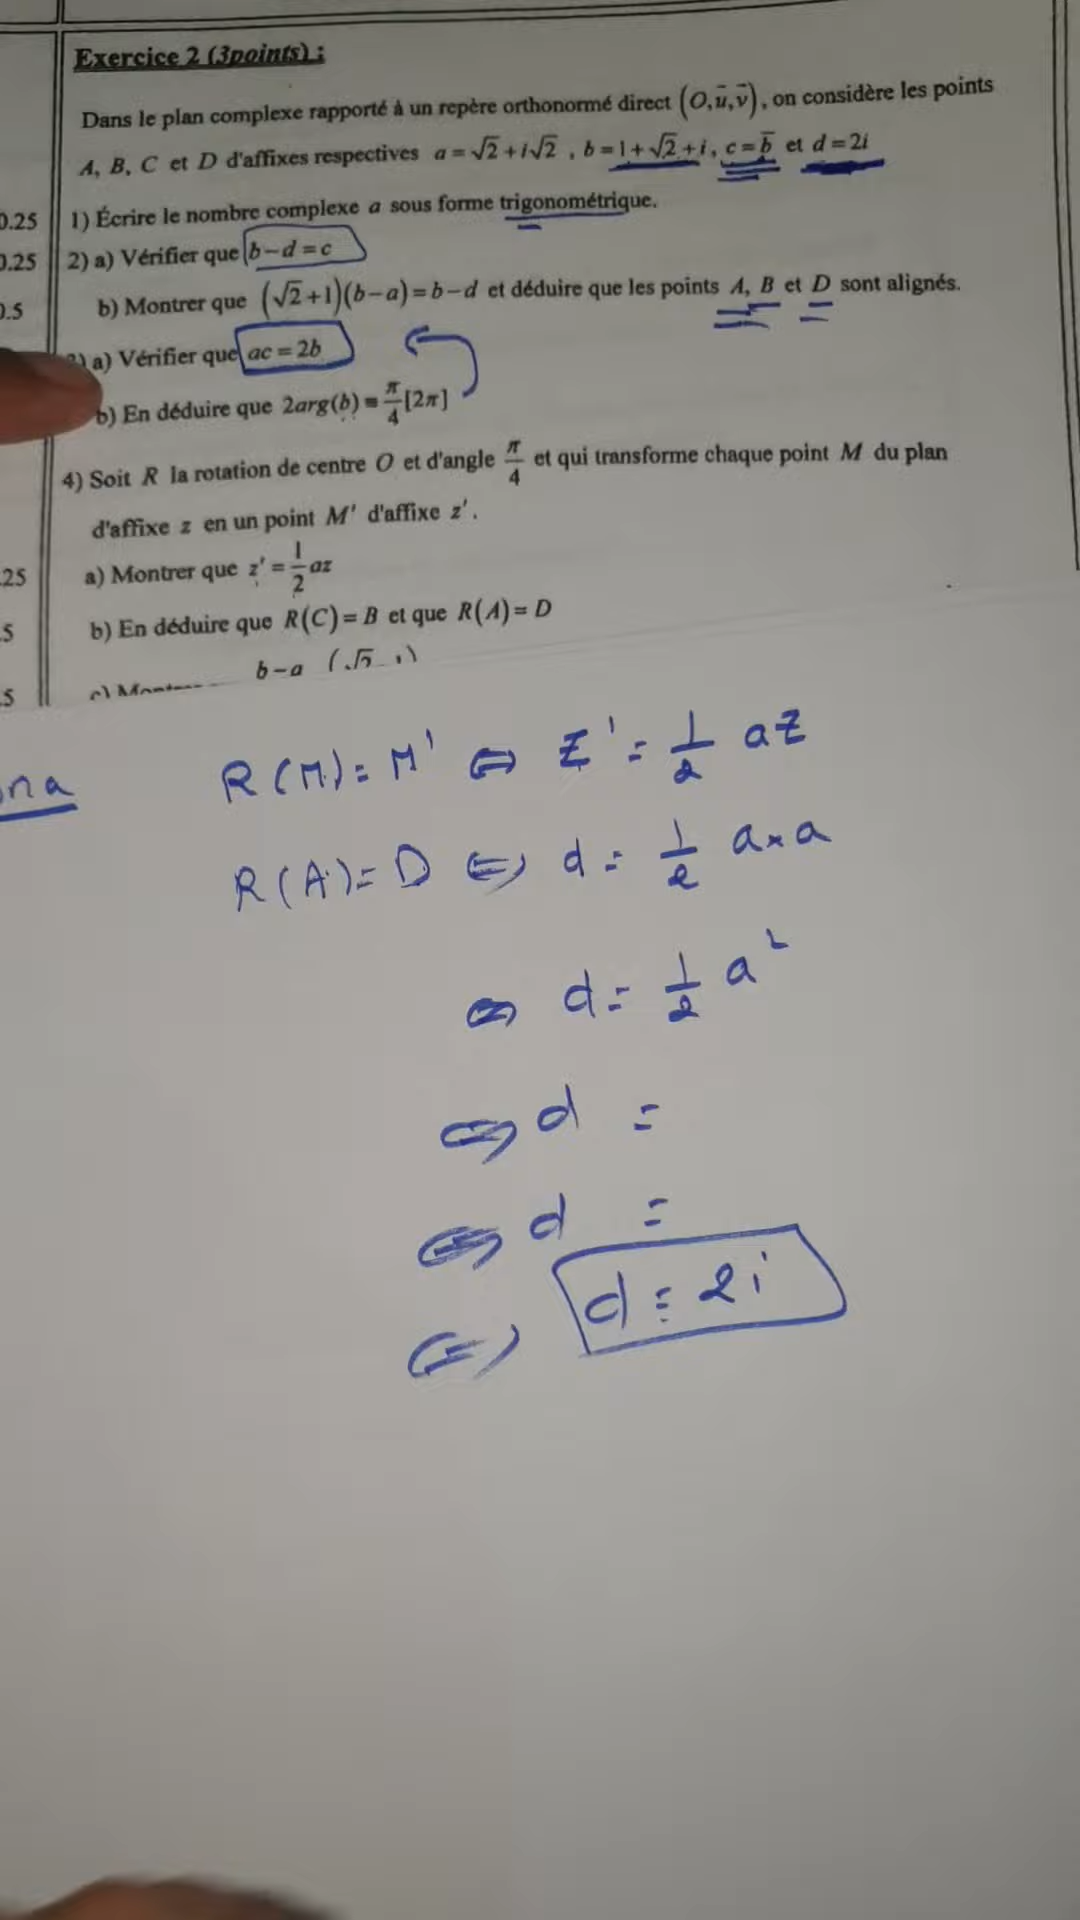 Exercice 2 (3points) :
Dans le plan complexe rapporté à un repère orthonormé direct (O,u⃗,v⃗), on considère les points
A, B, C et D d'affixes respectives a = √2 + i√2 , b = 1+√2 + i, c = b̄ et d = 2i
0.25 1) Écrire le nombre complexe a sous forme trigonométrique.
0.25 2) a) Vérifier que b – d = c
0.5 b) Montrer que (√2 + 1)(b – a) = b – d et déduire que les points A, B et D sont alignés.
a) Vérifier que ac = 2b
b) En déduire que 2arg(b) ≡ π/4 [2π]
4) Soit R la rotation de centre O et d'angle π/4 et qui transforme chaque point M du plan
d'affixe z en un point M' d'affixe z'.
.25 a) Montrer que z' = 1/2 az
.5 b) En déduire que R(C) = B et que R(A) = D
.5 b – a
na R(M) = M' ⇔ z' = 1/2 az
R(A) = D ⇔ d = 1/2 a × a
⇔ d = 1/2 a²
⇔ d =
⇔ d =
⇔ d = 2i